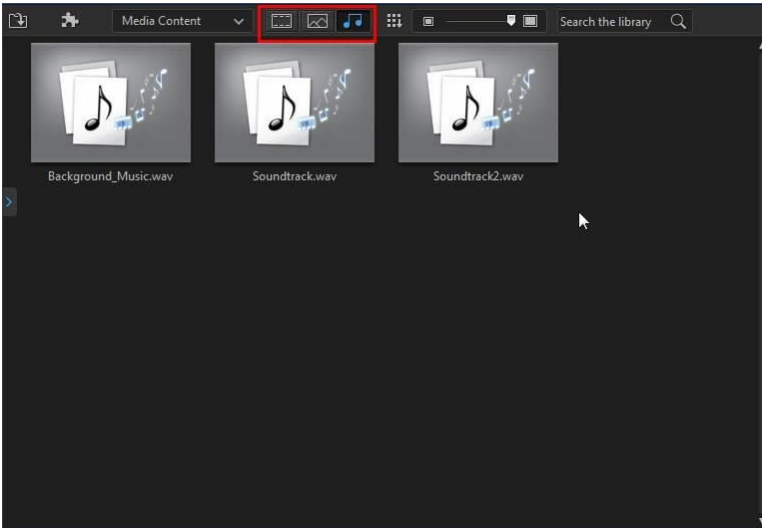 Media Content
Search the library
Background_Music.wav
Soundtrack.wav
Soundtrack2.wav